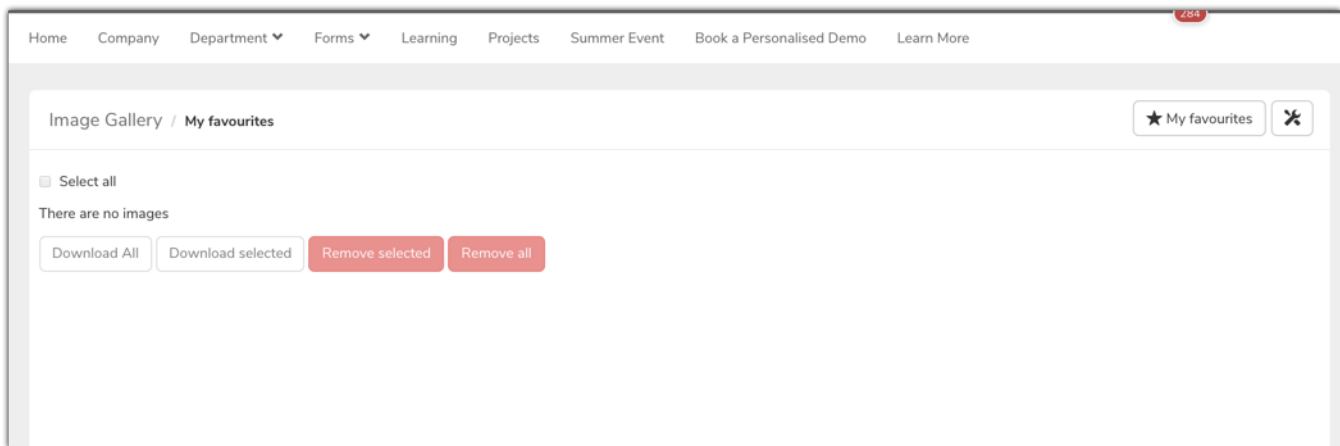 284
Home Company Department Forms Learning Projects Summer Event Book a Personalised Demo Learn More
Image Gallery / My favourites My favourites
Select all
There are no images
Download All Download selected Remove selected Remove all